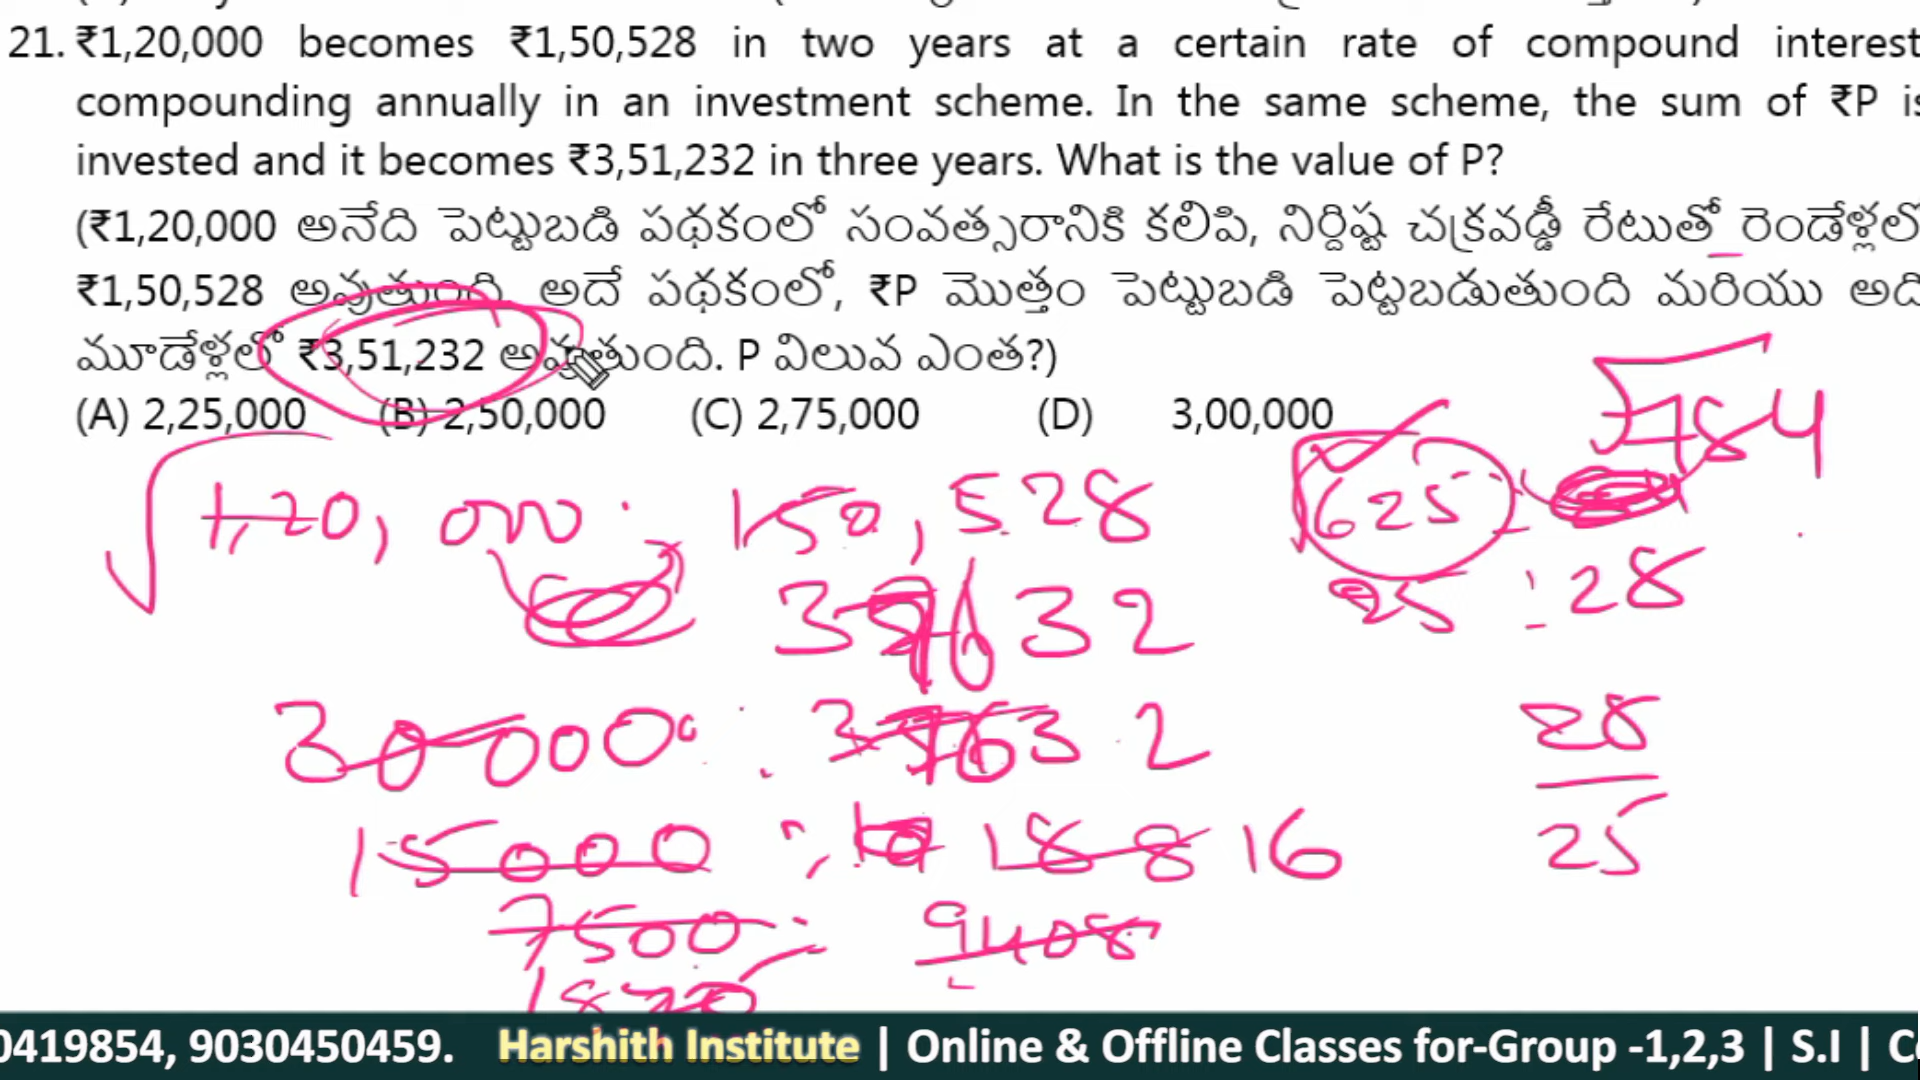 21. ₹1,20,000 becomes ₹1,50,528 in two years at a certain rate of compound interest
compounding annually in an investment scheme. In the same scheme, the sum of ₹P is
invested and it becomes ₹3,51,232 in three years. What is the value of P?
(₹1,20,000 అనేది పెట్టుబడి పథకంలో సంవత్సరానికి కలిపి, నిర్దిష్ట చక్రవడ్డీ రేటుతో రెండేళ్లలో
₹1,50,528 అవుతుంది. అదే పథకంలో, ₹P మొత్తం పెట్టుబడి పెట్టబడుతుంది మరియు అది
మూడేళ్లలో ₹3,51,232 అవుతుంది. P విలువ ఎంత?)
(A) 2,25,000 (B) 2,50,000 (C) 2,75,000 (D) 3,00,000
784
1,20,000 : 150,528 625 :
37632 25 : 28
30000 : 37632 28
15000 : 18816 25
7500 : 9408
0419854, 9030450459. Harshith Institute | Online & Offline Classes for-Group -1,2,3 | S.I |